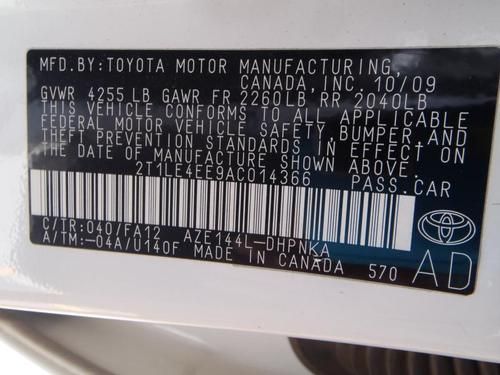 MFD.BY:TOYOTA MOTOR MANUFACTURING,
CANADA, INC. 10/09
GVWR 4255 LB GAWR FR 2260LB RR 2040LB
THIS VEHICLE CONFORMS TO ALL APPLICABLE
FEDERAL MOTOR VEHICLE SAFETY, BUMPER, AND
THEFT PREVENTION STANDARDS IN EFFECT ON
THE DATE OF MANUFACTURE SHOWN ABOVE.
2T1LE4EE9AC014366 PASS.CAR
C/TR:040/FA12 AZE144L-DHPNKA
A/TM:-04A/U140F MADE IN CANADA 570
AD